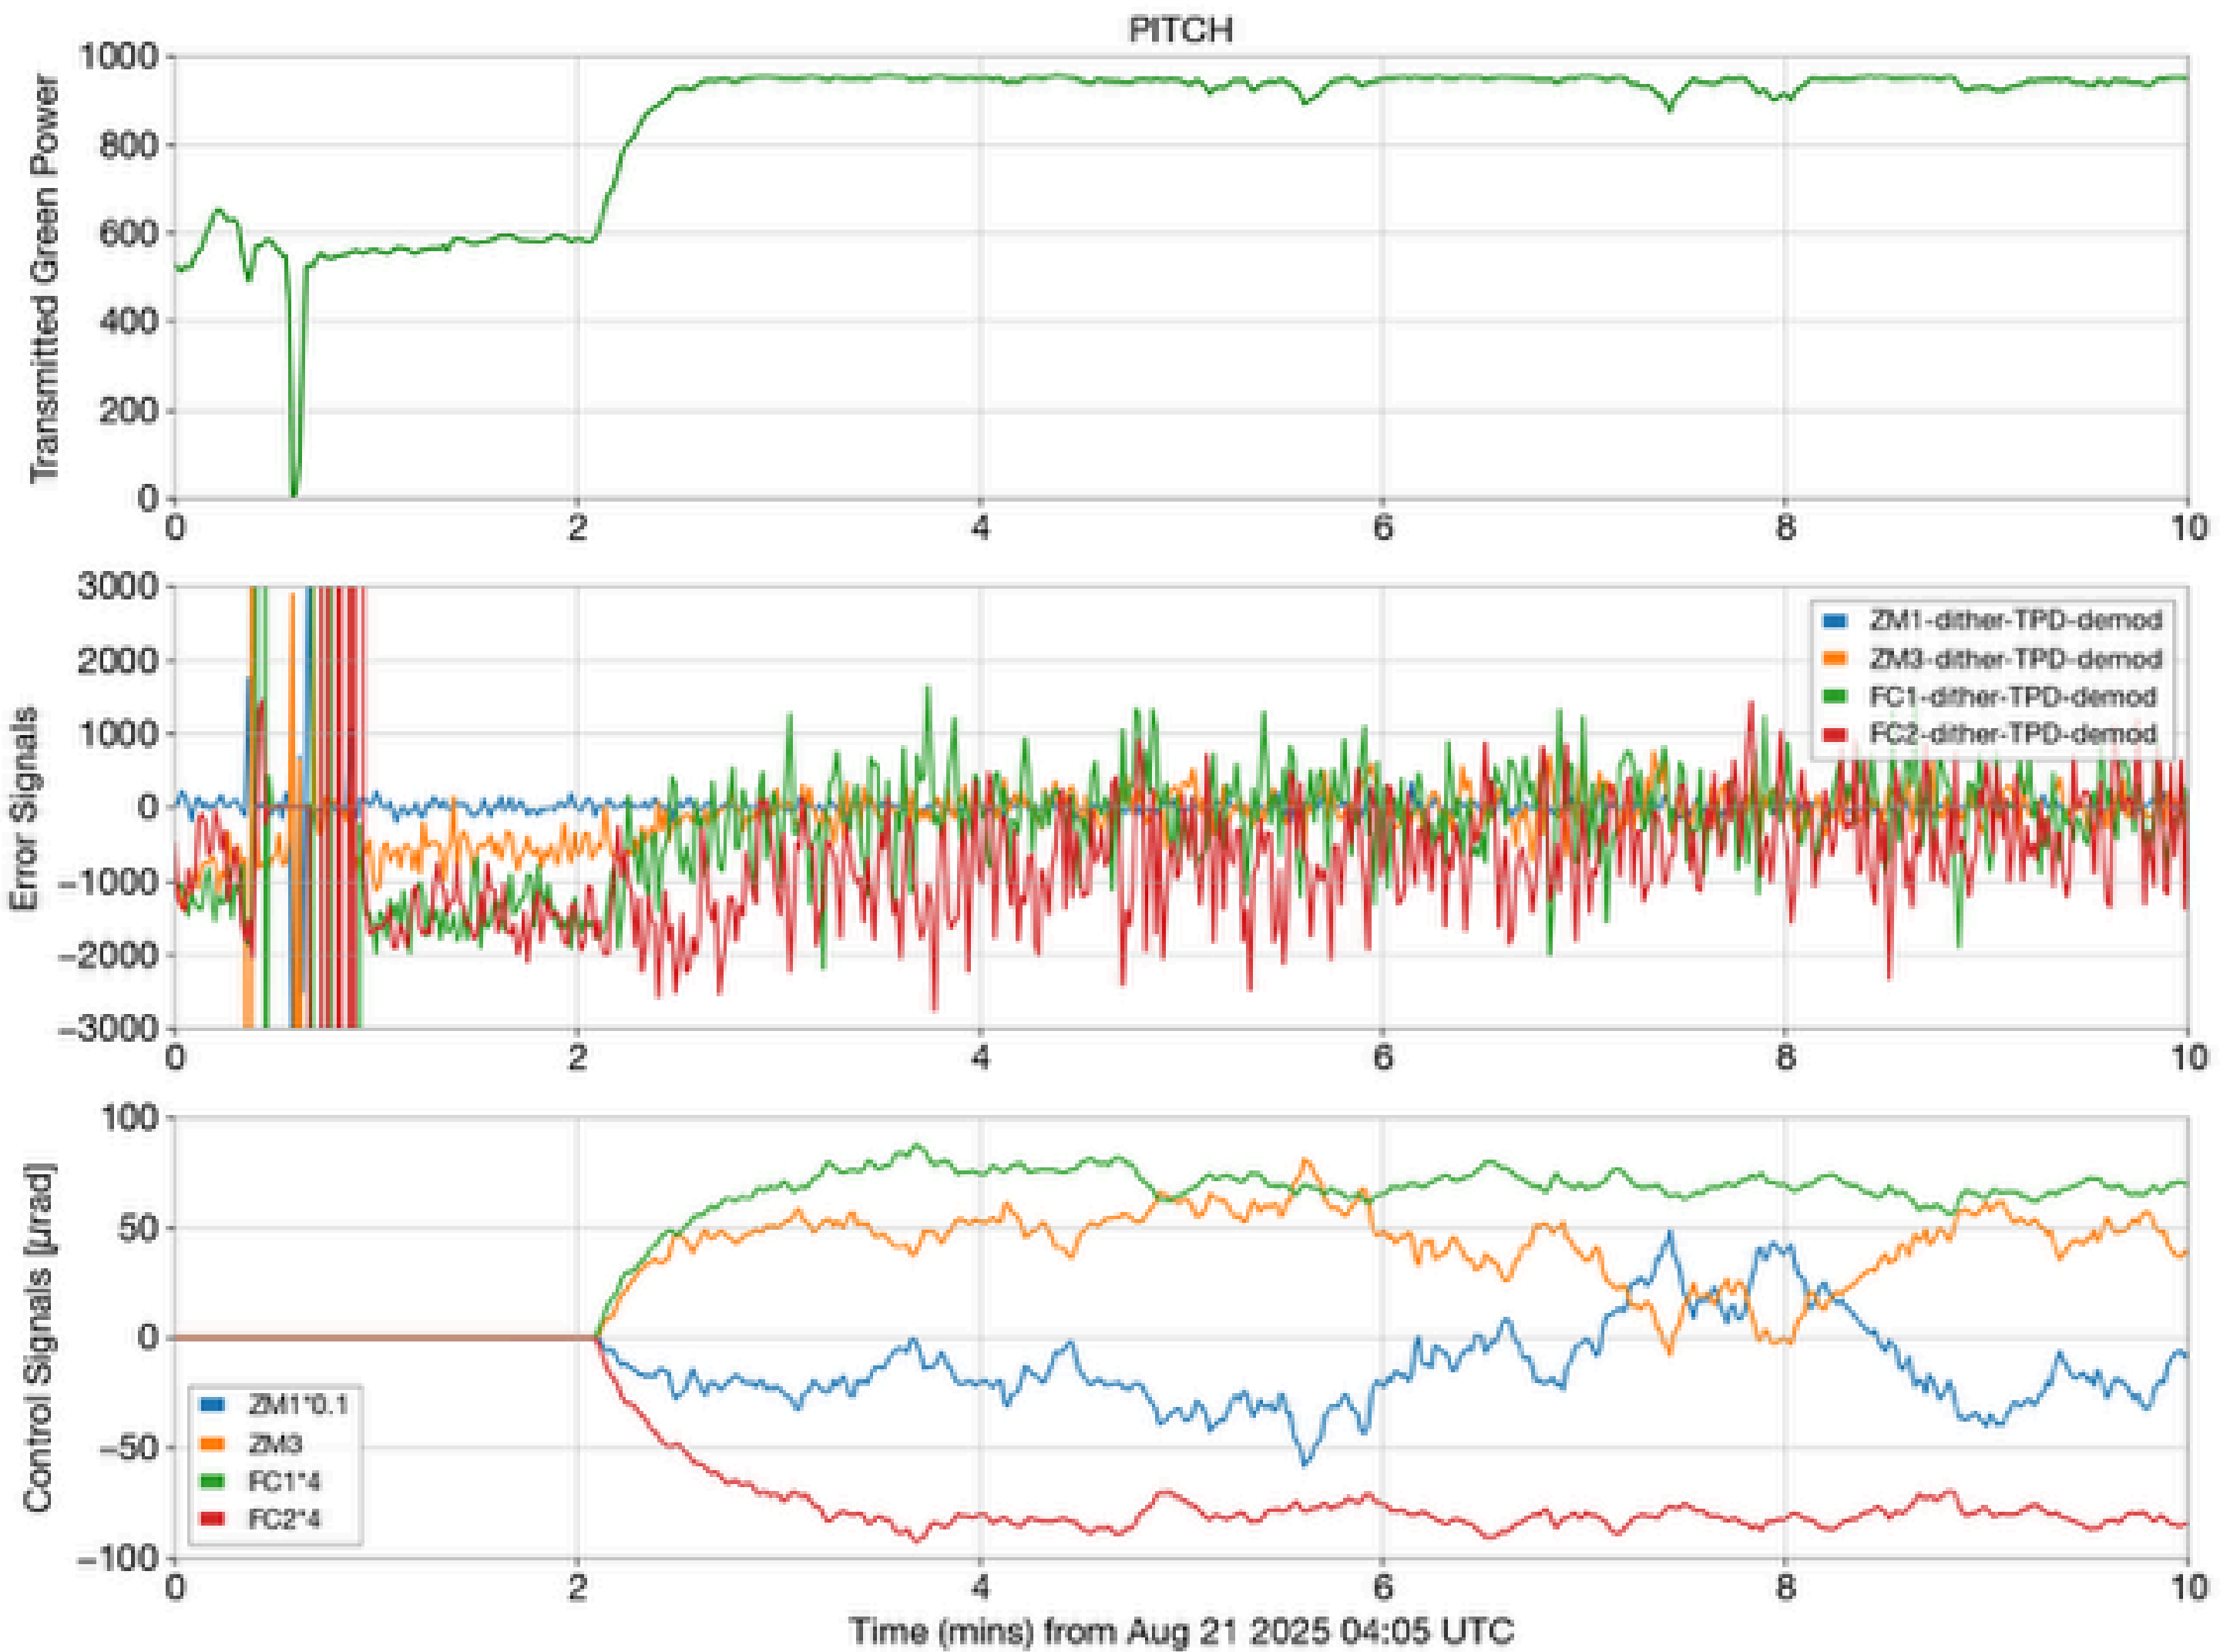 PITCH
Transmitted Green Power
1000
800
600
400
200
0
0 2 4 6 8 10
Error Signals
3000
2000
1000
0
−1000
−2000
−3000
ZM1-dither-TPD-demod
ZM3-dither-TPD-demod
FC1-dither-TPD-demod
FC2-dither-TPD-demod
0 2 4 6 8 10
Control Signals [μrad]
100
50
0
−50
−100
ZM1*0.1
ZM3
FC1*4
FC2*4
0 2 4 6 8 10
Time (mins) from Aug 21 2025 04:05 UTC